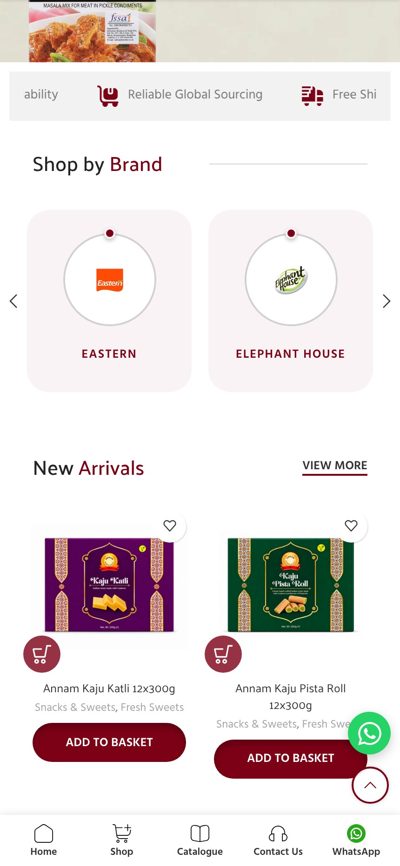 MASALA MIX FOR MEAT IN PICKLE CONDIMENTS
fssai
ability
Reliable Global Sourcing
Free Shi
Shop by Brand
Eastern
Elephant House
EASTERN
ELEPHANT HOUSE
New Arrivals
VIEW MORE
Kaju Katli
Kaju
Pista Roll
Annam Kaju Katli 12x300g
Annam Kaju Pista Roll
12x300g
Snacks & Sweets, Fresh Sweets
Snacks & Sweets, Fresh Swe
ADD TO BASKET
ADD TO BASKET
Home
Shop
Catalogue
Contact Us
WhatsApp